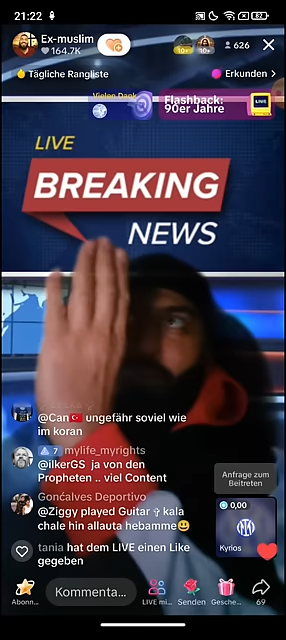 21:22
82
Ex-muslim
164.7K
10+
10+
626
Tägliche Rangliste
Erkunden >
Vielen Dank
Flashback:
90er Jahre
LIVE
LIVE
BREAKING
NEWS
@Can🇹🇷 ungefähr soviel wie
im koran
7 mylife_myrights
@ilkerGS ja von den
Propheten .. viel Content
Anfrage zum
Beitreten
Gonćalves Deportivo
@Ziggy played Guitar ✞ kala
chale hin allauta hebamme😃
0,00
Kyrlos
tania hat dem LIVE einen Like
gegeben
Abonn...
Kommenta...
LIVE mi...
Senden
Gesche...
69